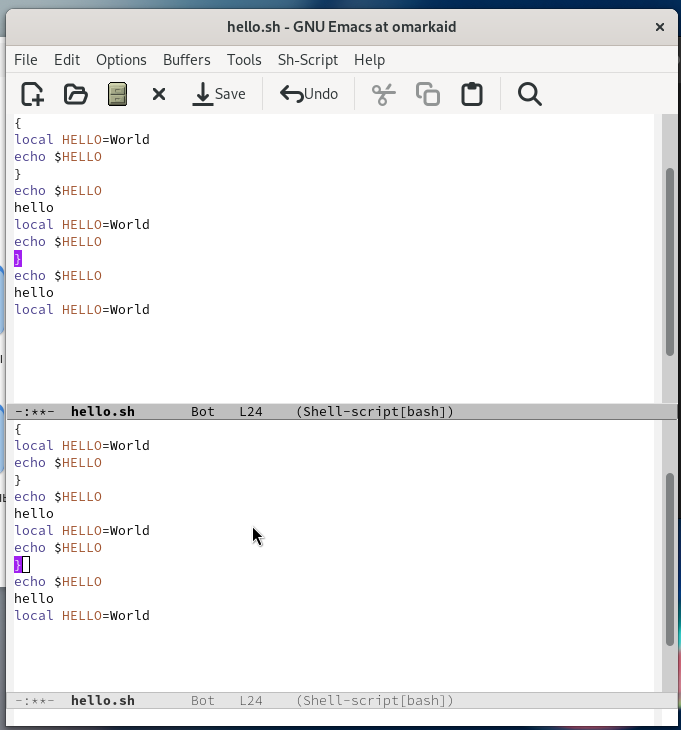 hello.sh - GNU Emacs at omarkaid ×
File Edit Options Buffers Tools Sh-Script Help
Save Undo
{
local HELLO=World
echo $HELLO
}
echo $HELLO
hello
local HELLO=World
echo $HELLO
}
echo $HELLO
hello
local HELLO=World
-:**- hello.sh Bot L24 (Shell-script[bash])
{
local HELLO=World
echo $HELLO
}
echo $HELLO
hello
local HELLO=World
echo $HELLO
}
echo $HELLO
hello
local HELLO=World
-:**- hello.sh Bot L24 (Shell-script[bash])